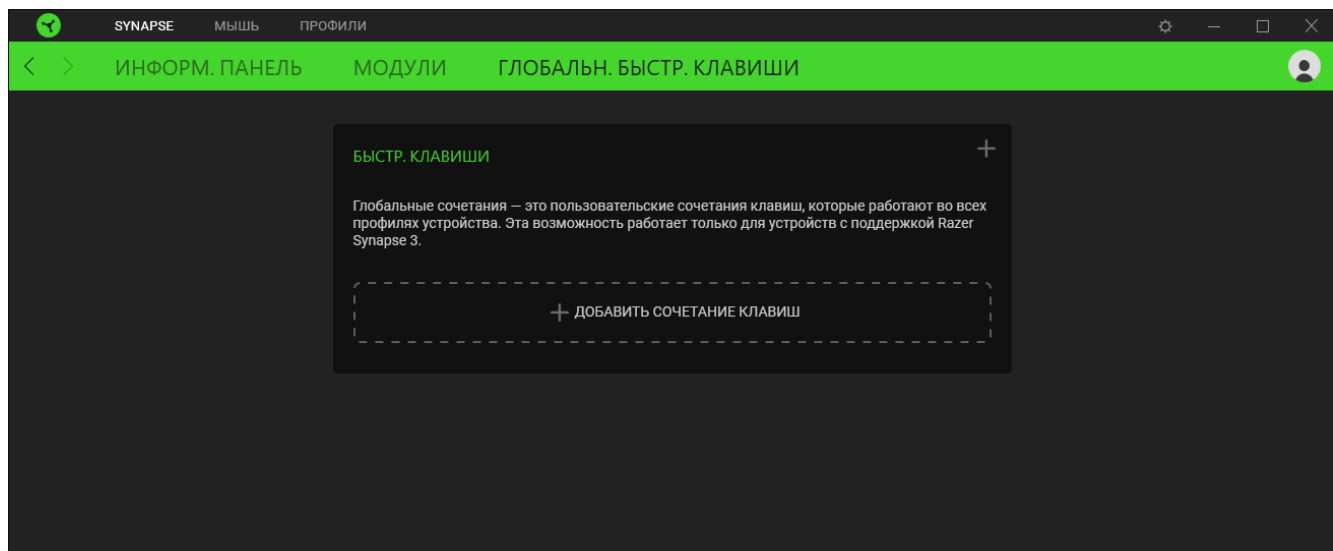 SYNAPSE МЫШЬ ПРОФИЛИ
ИНФОРМ. ПАНЕЛЬ МОДУЛИ ГЛОБАЛЬН. БЫСТР. КЛАВИШИ
БЫСТР. КЛАВИШИ
Глобальные сочетания — это пользовательские сочетания клавиш, которые работают во всех
профилях устройства. Эта возможность работает только для устройств с поддержкой Razer
Synapse 3.
ДОБАВИТЬ СОЧЕТАНИЕ КЛАВИШ